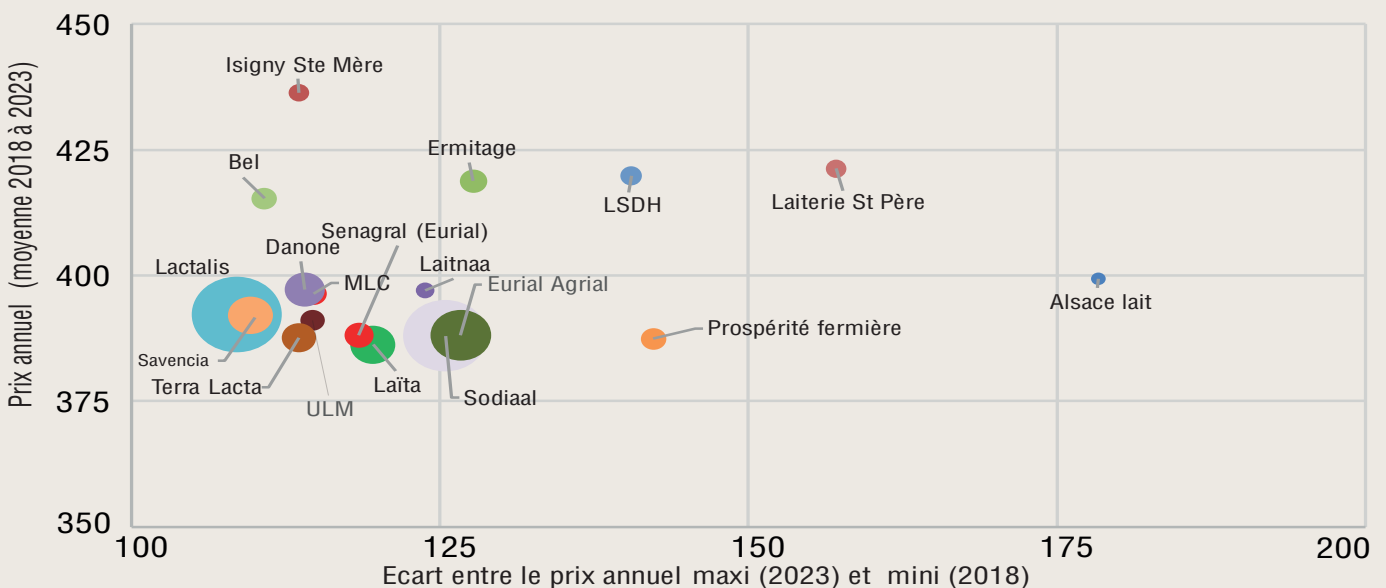 450
Isigny Ste Mère
Prix annuel (moyenne 2018 à 2023)
425
Bel
Ermitage
LSDH
Laiterie St Père
Senagral (Eurial)
Danone
Lactalis
400
MLC
Laitnaa
Eurial Agrial
Alsace lait
Prospérité fermière
Savencia
Terra Lacta
Laïta
Sodiaal
ULM
375
350
100
125
150
175
200
Ecart entre le prix annuel maxi (2023) et mini (2018)